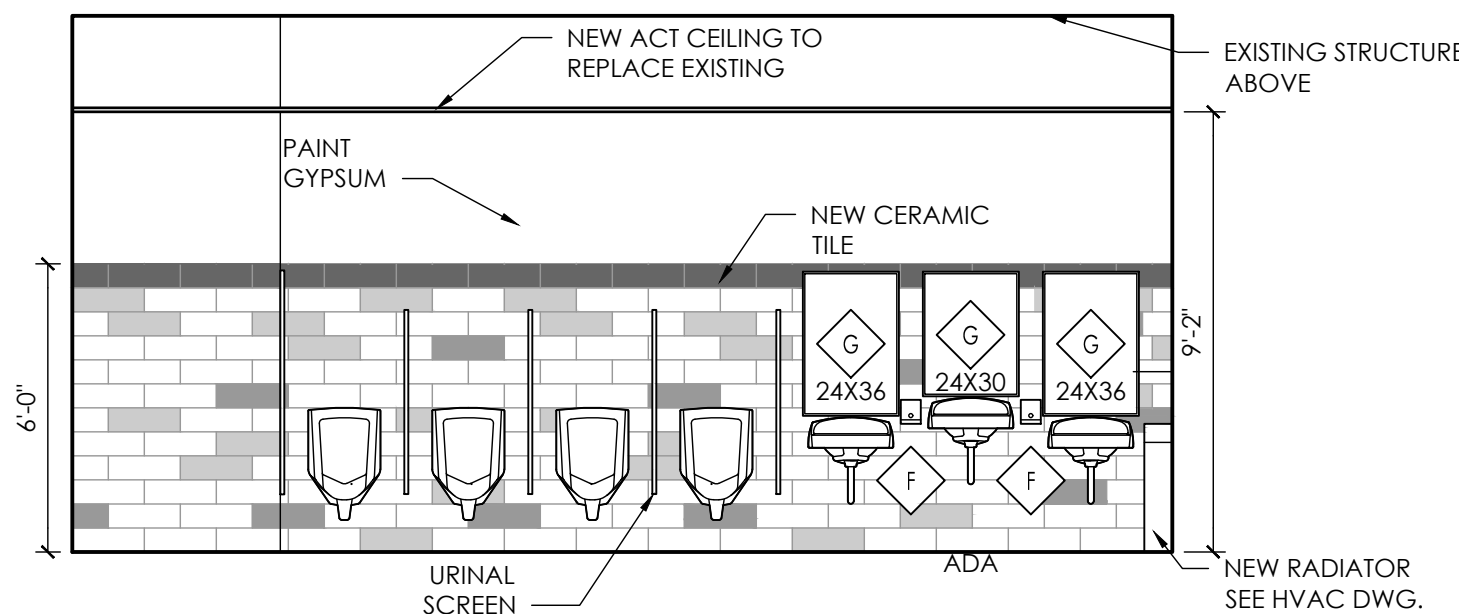 NEW ACT CEILING TO
REPLACE EXISTING
EXISTING STRUCTURE
ABOVE
PAINT
GYPSUM
NEW CERAMIC
TILE
6'-0"
9'-2"
G
24X36
G
24X30
G
24X36
F
F
ADA
URINAL
SCREEN
NEW RADIATOR
SEE HVAC DWG.